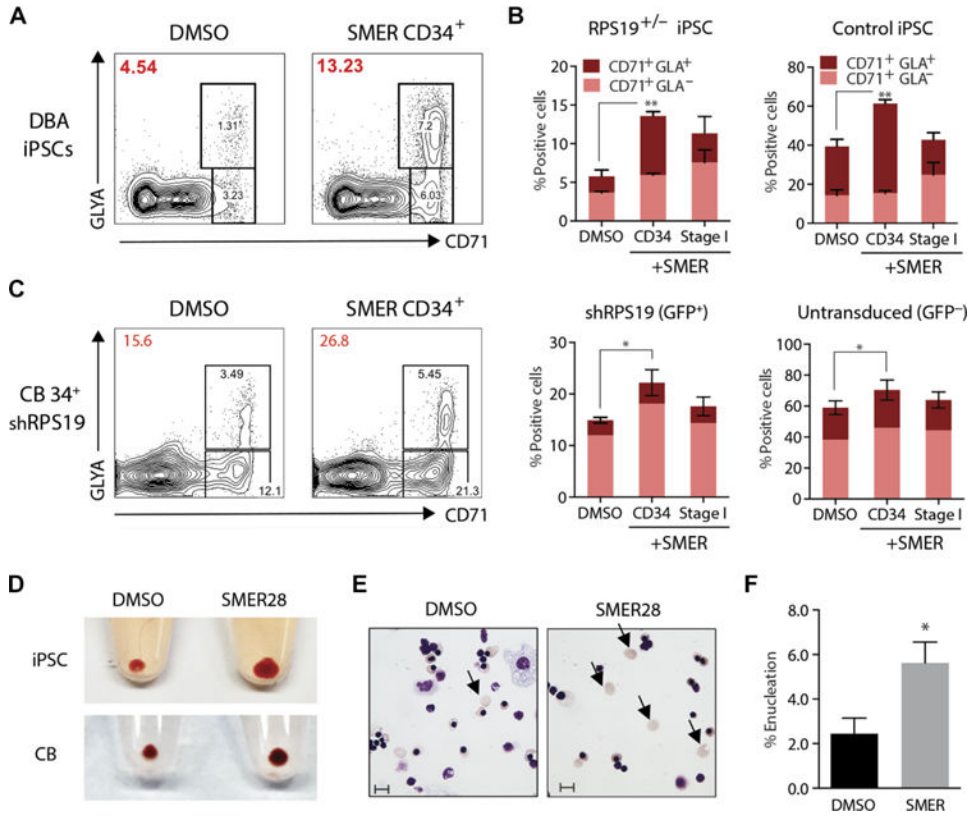 A
DMSO
SMER CD34+
DBA
iPSCs
4.54
1.31
3.23
13.23
7.2
6.03
GLYA
CD71
B
RPS19+/- iPSC
CD71+ GLA+
CD71+ GLA−
**
% Positive cells
20
15
10
5
0
DMSO
CD34
Stage I
+SMER
Control iPSC
CD71+ GLA+
CD71+ GLA−
**
% Positive cells
80
60
40
20
0
DMSO
CD34
Stage I
+SMER
C
DMSO
SMER CD34+
CB 34+
shRPS19
15.6
3.49
12.1
26.8
5.45
21.3
GLYA
CD71
shRPS19 (GFP+)
*
% Positive cells
30
20
10
0
DMSO
CD34
Stage I
+SMER
Untransduced (GFP−)
*
% Positive cells
100
80
60
40
20
0
DMSO
CD34
Stage I
+SMER
D
DMSO
SMER28
iPSC
CB
E
DMSO
SMER28
F
% Enucleation
8.0
6.0
4.0
2.0
0.0
*
DMSO
SMER